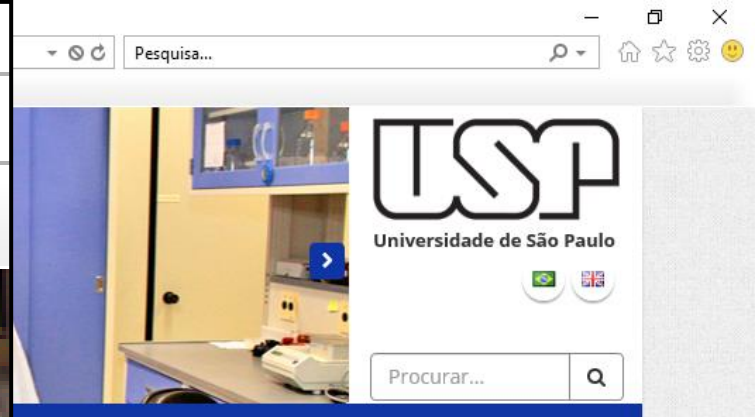 Pesquisa...
USP
Universidade de São Paulo
Procurar...